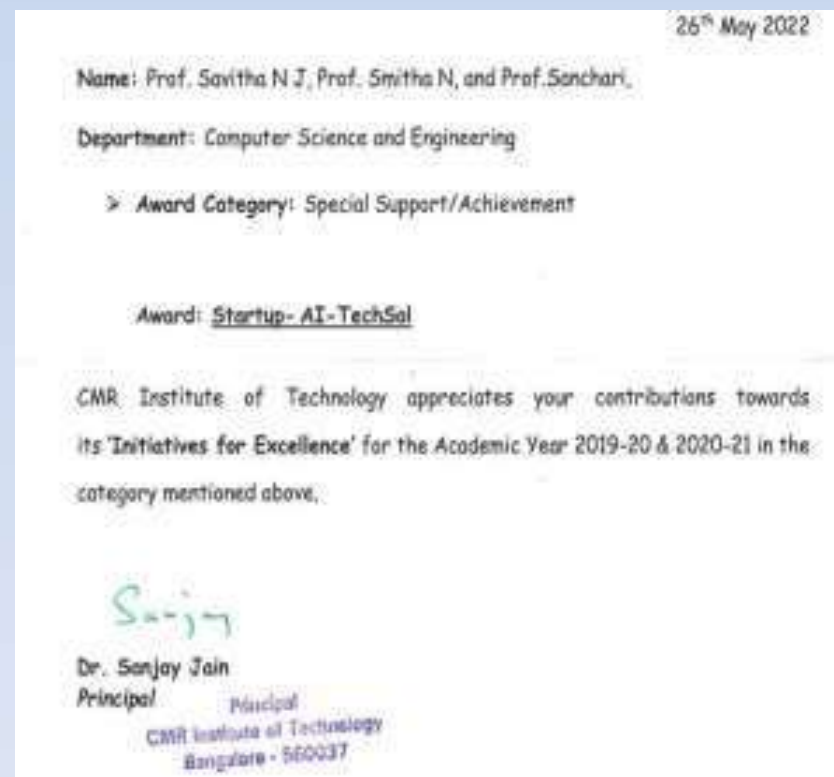 26th May 2022
Name: Prof. Savitha N J, Prof. Smitha N, and Prof.Sanchari.
Department: Computer Science and Engineering
➢ Award Category: Special Support/Achievement
Award: Startup- AI-TechSol
CMR Institute of Technology appreciates your contributions towards
its 'Initiatives for Excellence' for the Academic Year 2019-20 & 2020-21 in the
category mentioned above.
Sanjay
Dr. Sanjay Jain
Principal
Principal
CMR Institute of Technology
Bangalore - 560037